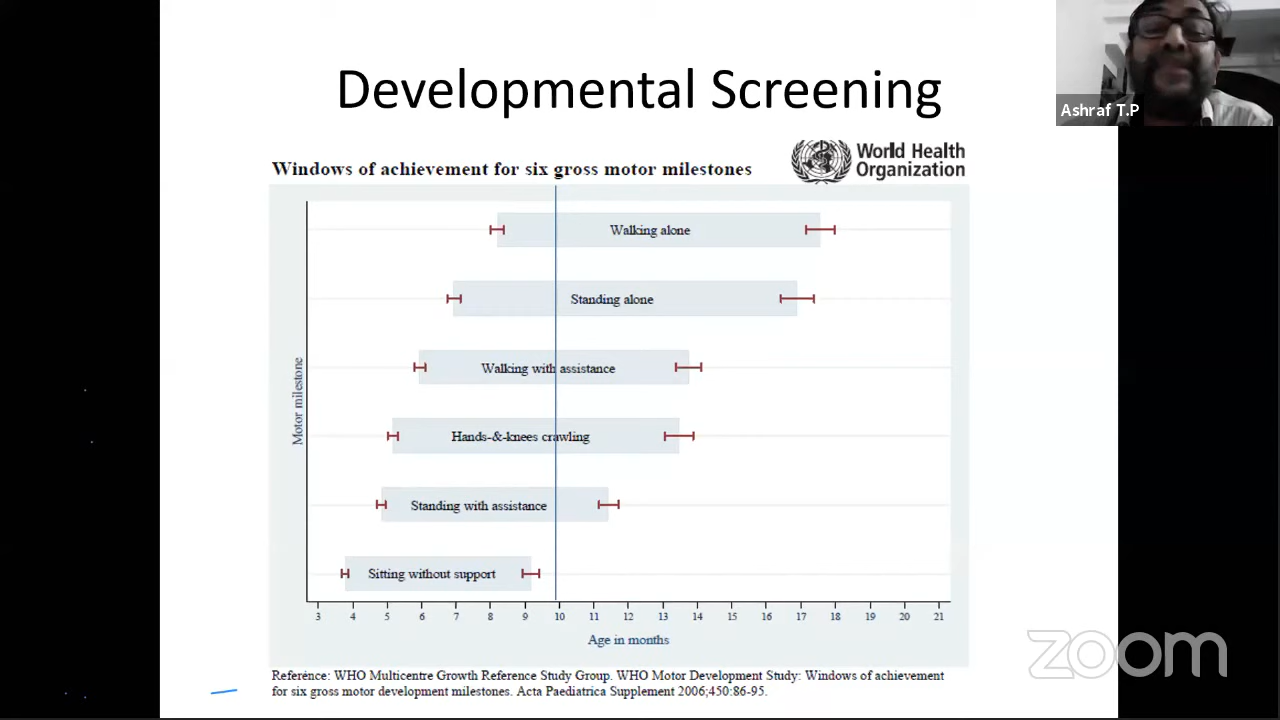 Developmental Screening
Ashraf T.P
Windows of achievement for six gross motor milestones
World Health
Organization
Walking alone
Standing alone
Walking with assistance
Hands-&-knees crawling
Standing with assistance
Sitting without support
Motor milestone
3 4 5 6 7 8 9 10 11 12 13 14 15 16 17 18 19 20 21
Age in months
Reference: WHO Multicentre Growth Reference Study Group. WHO Motor Development Study: Windows of achievement
for six gross motor development milestones. Acta Paediatrica Supplement 2006;450:86-95.
zoom